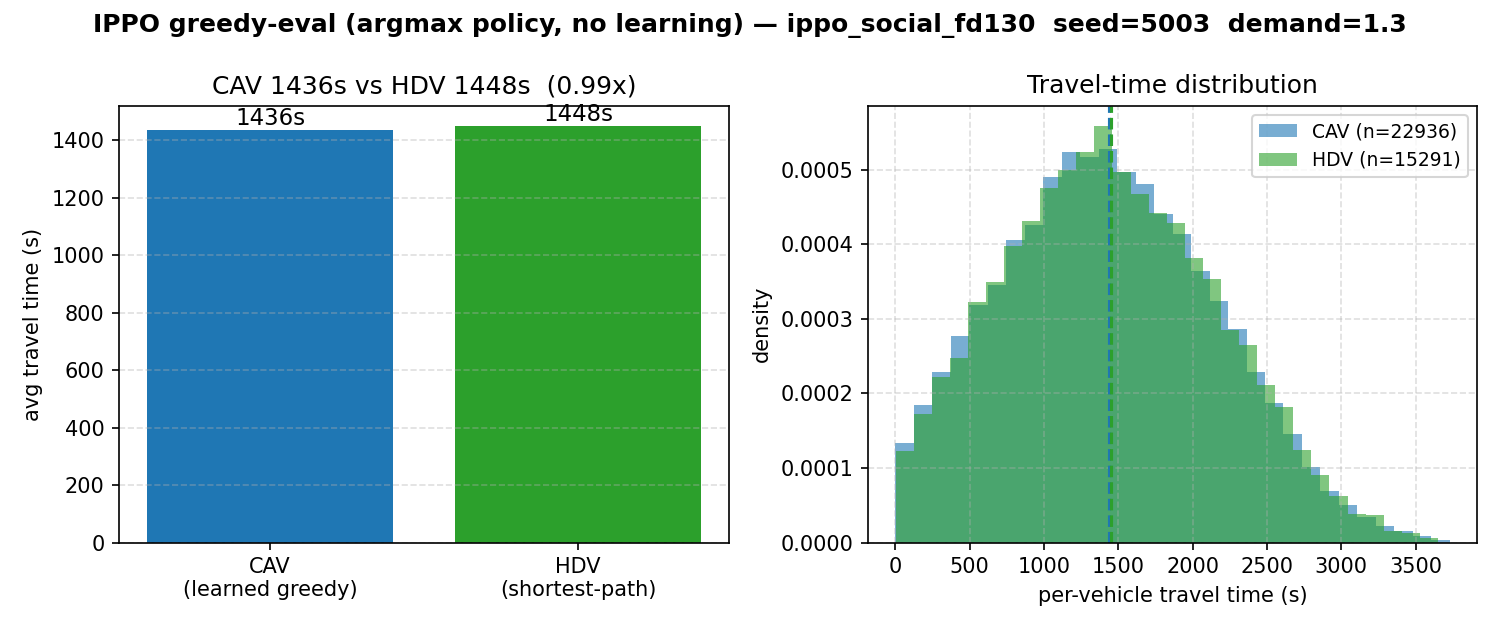 IPPO greedy-eval (argmax policy, no learning) — ippo_social_fd130  seed=5003  demand=1.3
CAV 1436s vs HDV 1448s  (0.99x)
1436s
1448s
avg travel time (s)
1400
1200
1000
800
600
400
200
0
CAV
(learned greedy)
HDV
(shortest-path)
Travel-time distribution
CAV (n=22936)
HDV (n=15291)
density
0.0005
0.0004
0.0003
0.0002
0.0001
0.0000
0
500
1000
1500
2000
2500
3000
3500
per-vehicle travel time (s)